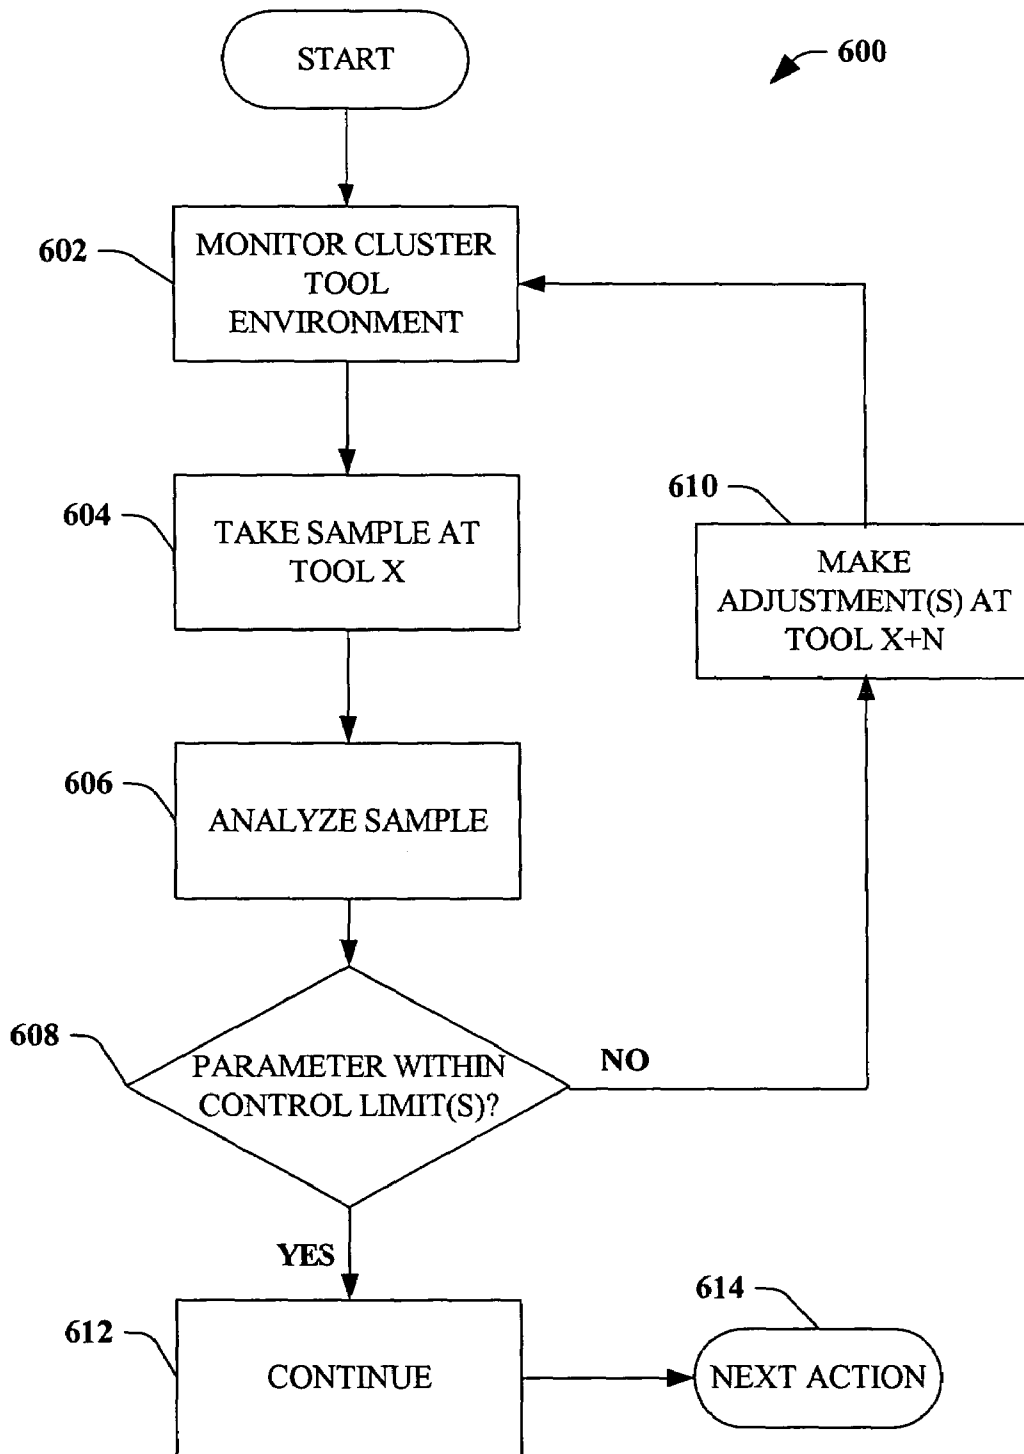 START
600
602
MONITOR CLUSTER
TOOL
ENVIRONMENT
604
TAKE SAMPLE AT
TOOL X
610
MAKE
ADJUSTMENT(S) AT
TOOL X+N
606
ANALYZE SAMPLE
608
PARAMETER WITHIN
CONTROL LIMIT(S)?
NO
YES
612
CONTINUE
614
NEXT ACTION